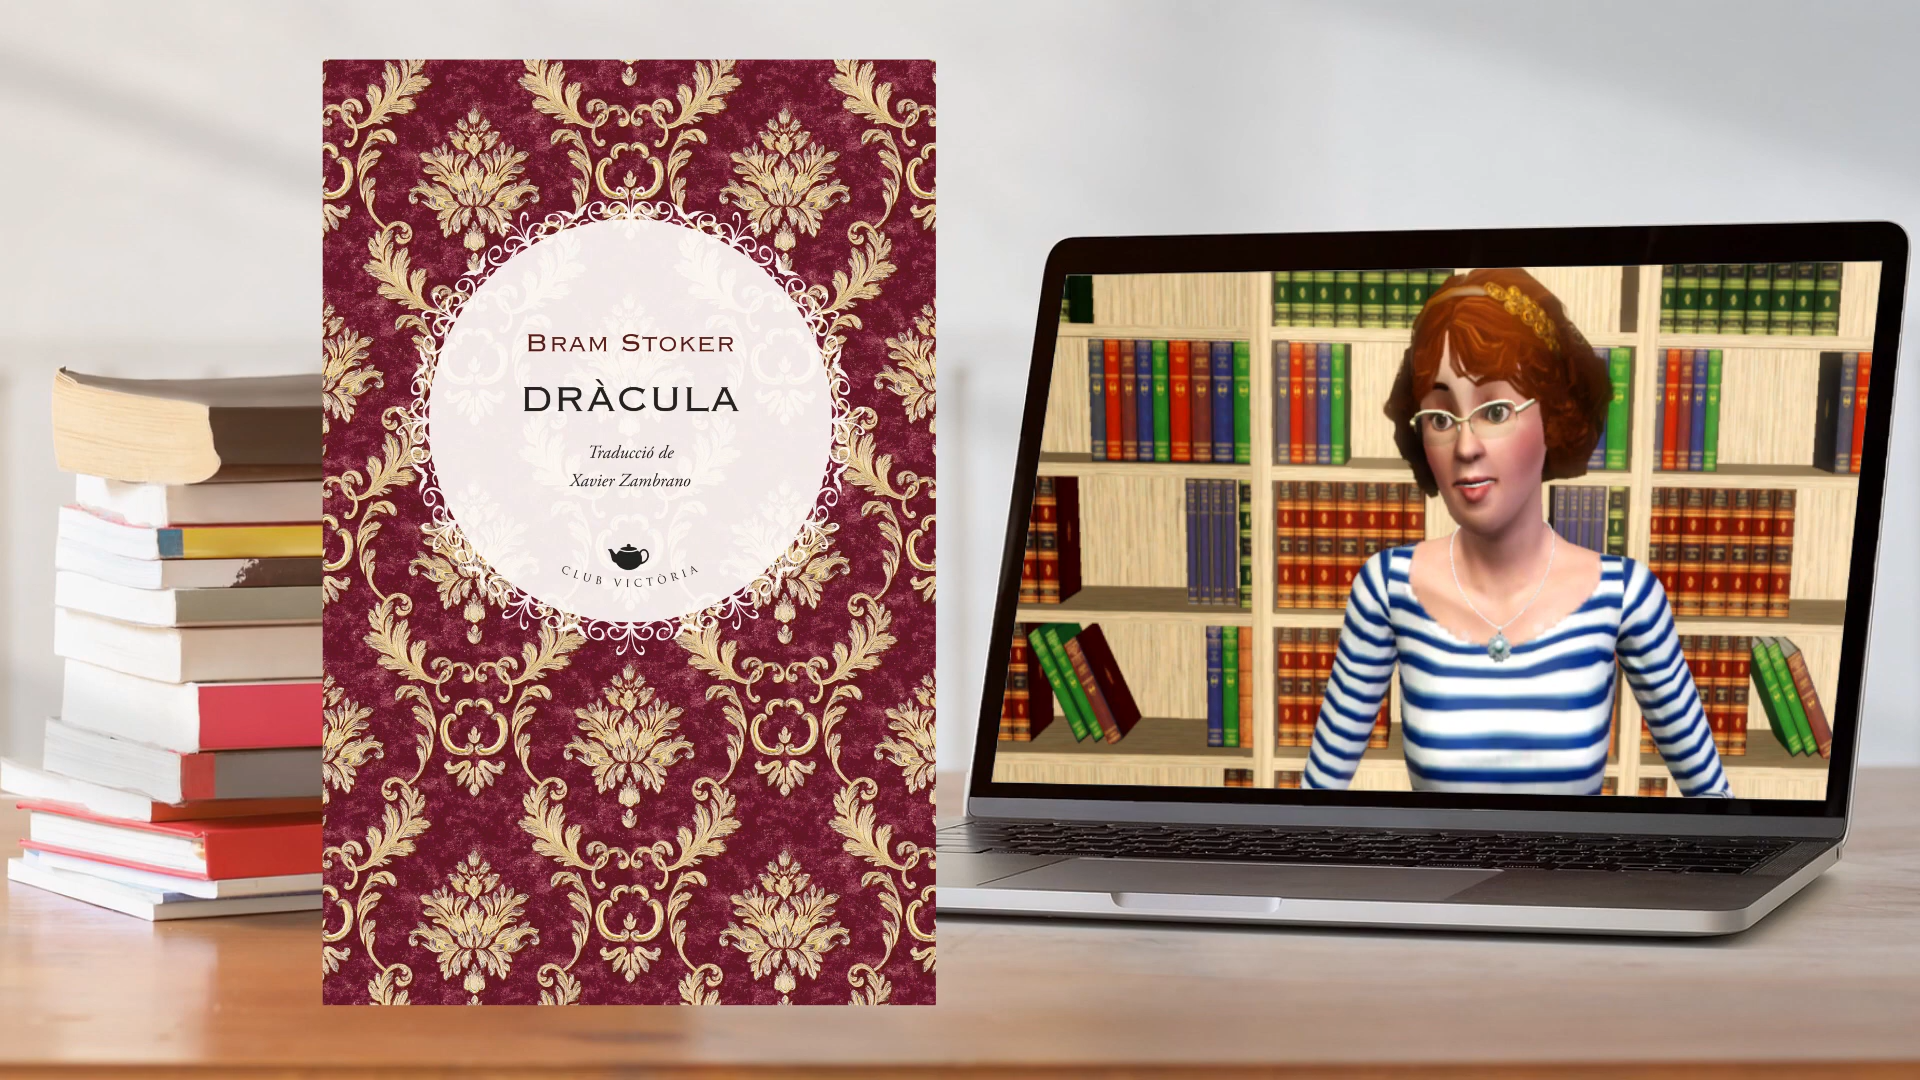 BRAM STOKER
DRÀCULA
Traducció de
Xavier Zambrano
CLUB VICTÒRIA